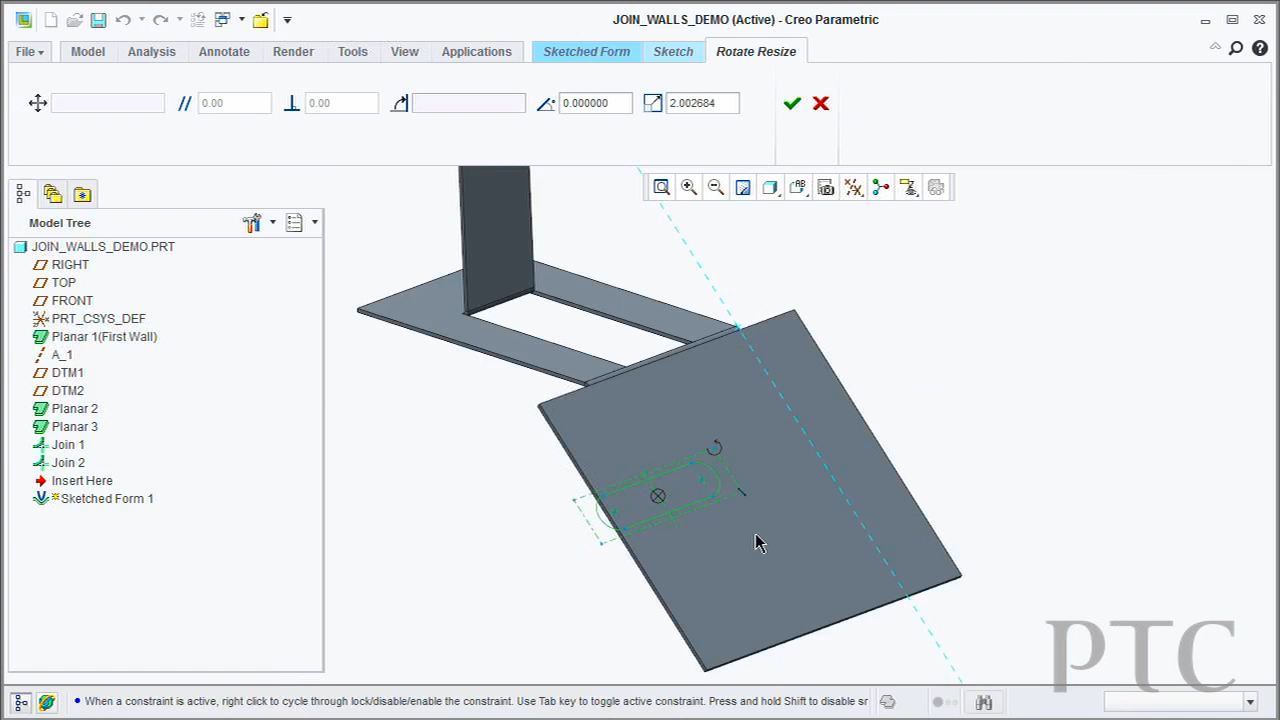 JOIN_WALLS_DEMO (Active) - Creo Parametric
File Model Analysis Annotate Render Tools View Applications Sketched Form Sketch Rotate Resize
0.00 0.00 0.000000 2.002684
Model Tree
JOIN_WALLS_DEMO.PRT
RIGHT
TOP
FRONT
PRT_CSYS_DEF
Planar 1(First Wall)
A_1
DTM1
DTM2
Planar 2
Planar 3
Join 1
Join 2
Insert Here
*Sketched Form 1
PTC
• When a constraint is active, right click to cycle through lock/disable/enable the constraint. Use Tab key to toggle active constraint. Press and hold Shift to disable sr